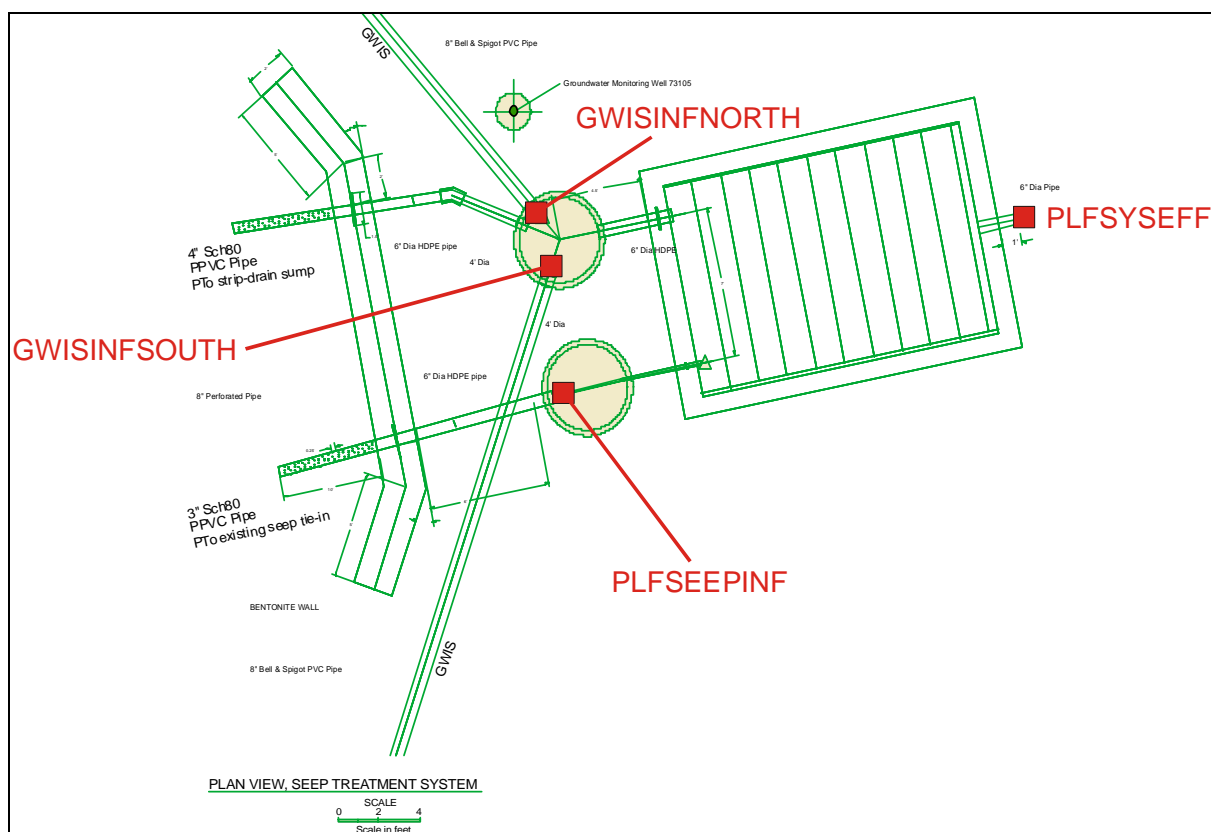 GWIS
8" Bell & Spigot PVC Pipe
Groundwater Monitoring Well 73105
GWISINFNORTH
6" Dia Pipe
PLFSYSEFF
1'
4" Sch80
PPVC Pipe
PTo strip-drain sump
6" Dia HDPE pipe
4' Dia
6" Dia HDPE
GWISINFSOUTH
4' Dia
6" Dia HDPE pipe
8" Perforated Pipe
3" Sch80
PPVC Pipe
PTo existing seep tie-in
PLFSEEPINF
BENTONITE WALL
GWIS
8" Bell & Spigot PVC Pipe
PLAN VIEW, SEEP TREATMENT SYSTEM
SCALE
0 2 4
Scale in feet